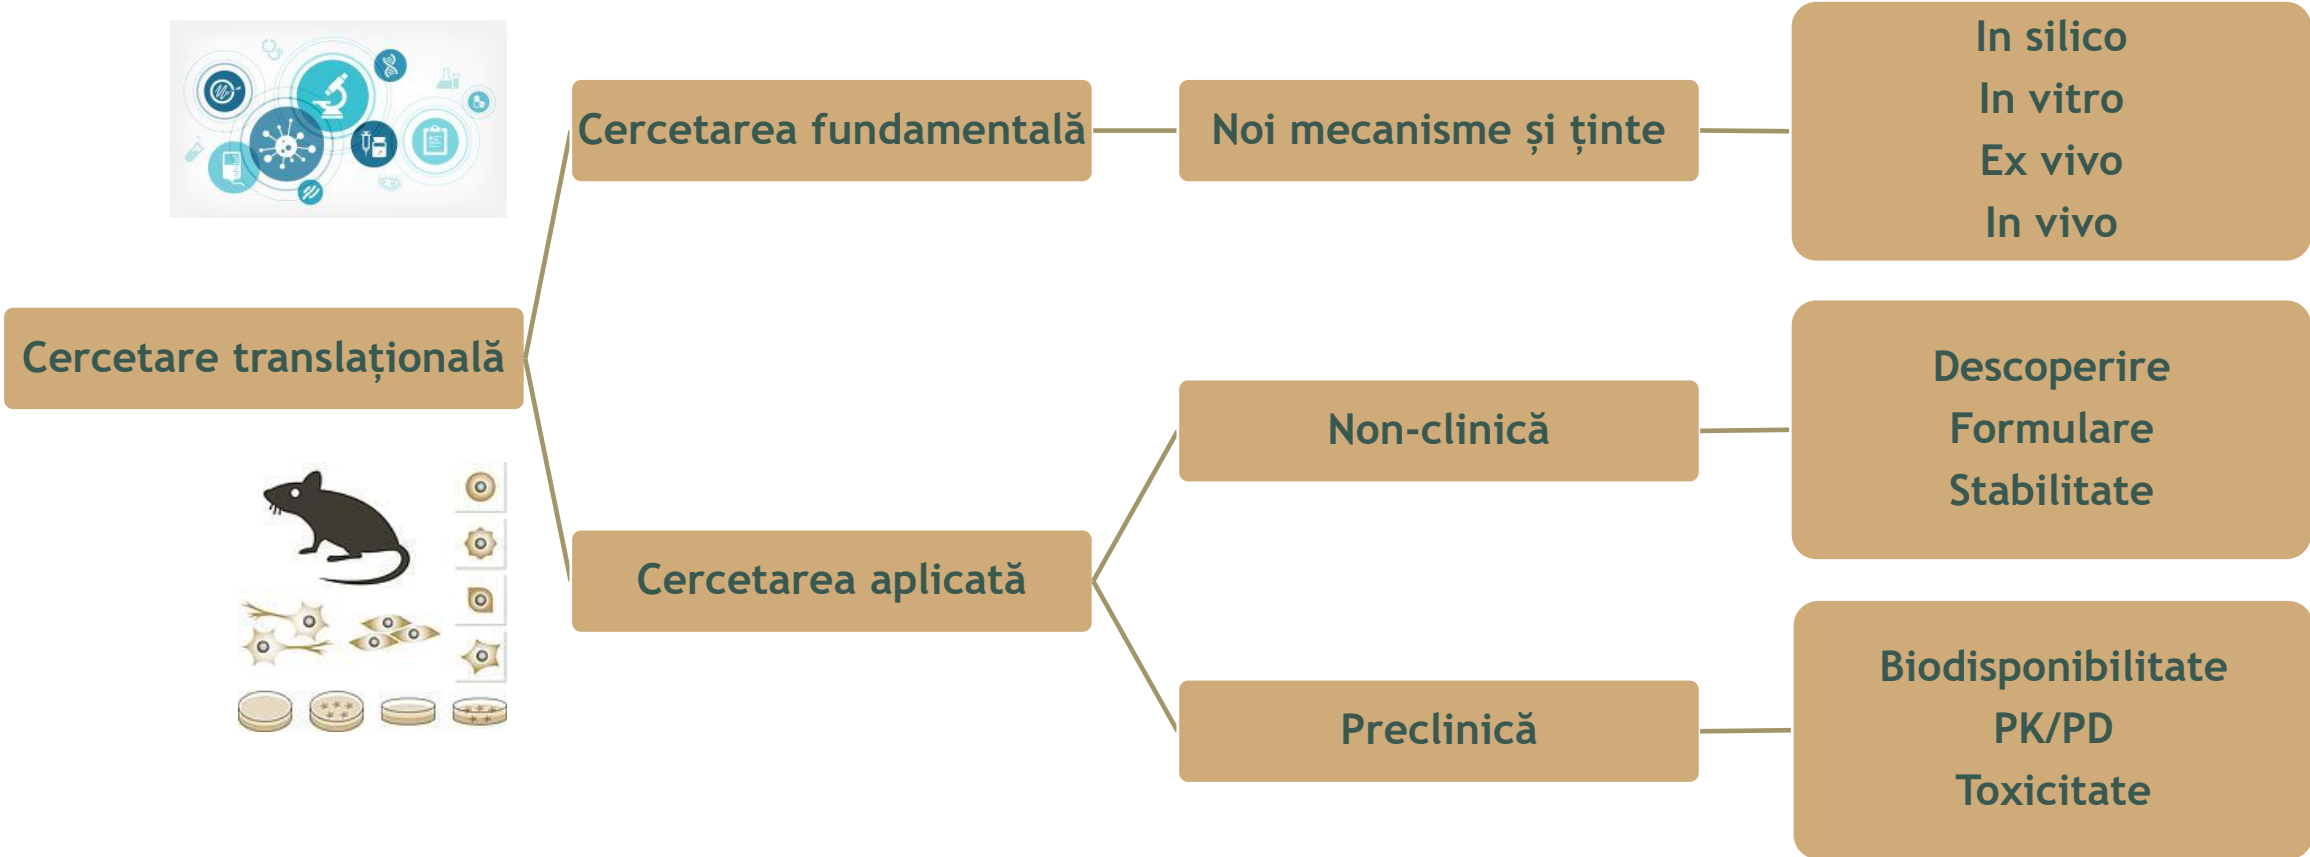 Cercetare translațională
Cercetarea fundamentală
Noi mecanisme și ținte
In silico
In vitro
Ex vivo
In vivo
Cercetarea aplicată
Non-clinică
Descoperire
Formulare
Stabilitate
Preclinică
Biodisponibilitate
PK/PD
Toxicitate